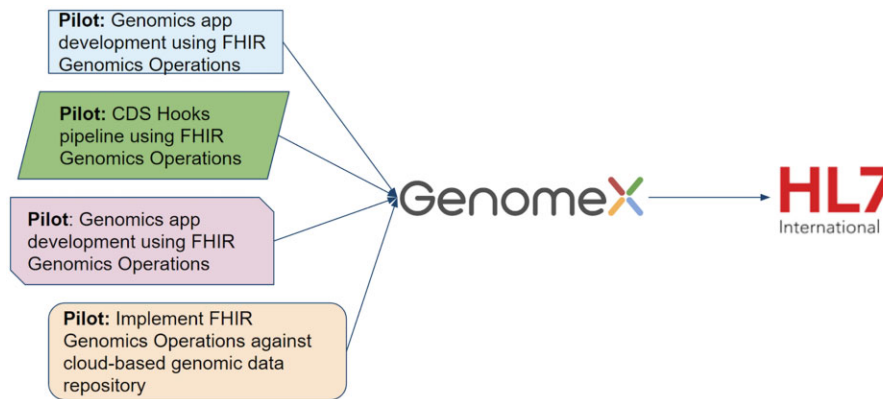 Pilot: Genomics app
development using FHIR
Genomics Operations
Pilot: CDS Hooks
pipeline using FHIR
Genomics Operations
Pilot: Genomics app
development using FHIR
Genomics Operations
Pilot: Implement FHIR
Genomics Operations against
cloud-based genomic data
repository
GenomeX
HL7
International